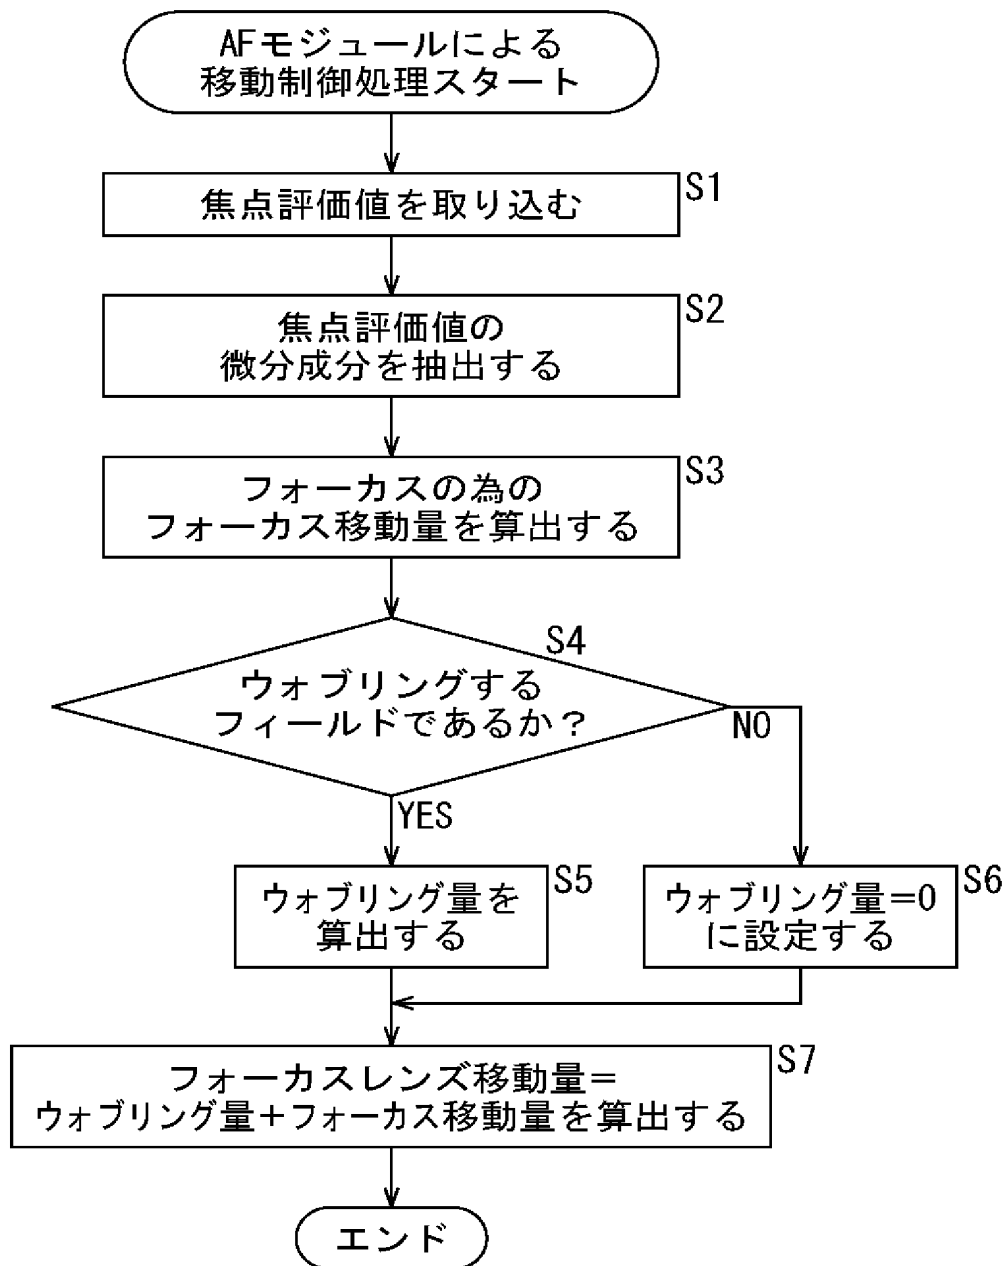 AFモジュールによる
移動制御処理スタート
S1
焦点評価値を取り込む
S2
焦点評価値の
微分成分を抽出する
S3
フォーカスの為の
フォーカス移動量を算出する
S4
ウォブリングする
フィールドであるか？
NO
YES
S5
ウォブリング量を
算出する
S6
ウォブリング量=0
に設定する
S7
フォーカスレンズ移動量=
ウォブリング量+フォーカス移動量を算出する
エンド